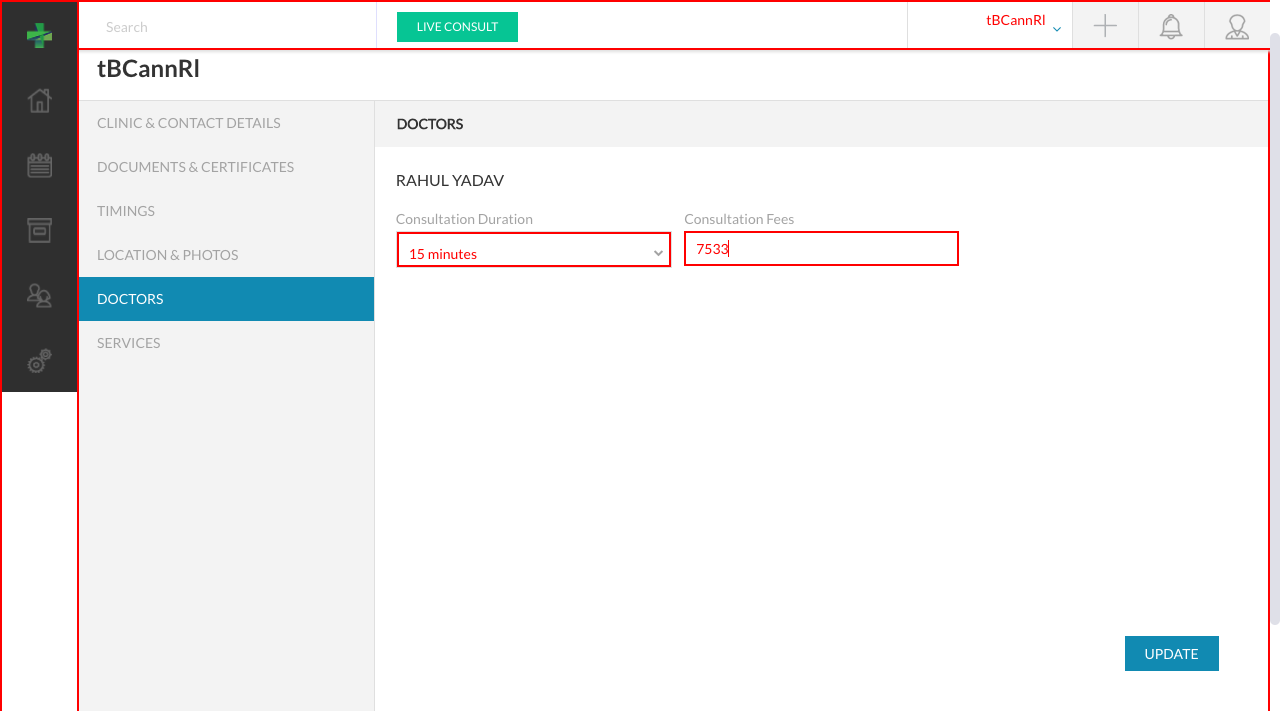 Search
LIVE CONSULT
tBCannRl
tBCannRl
CLINIC & CONTACT DETAILS
DOCUMENTS & CERTIFICATES
TIMINGS
LOCATION & PHOTOS
DOCTORS
SERVICES
DOCTORS
RAHUL YADAV
Consultation Duration
Consultation Fees
15 minutes
7533
UPDATE